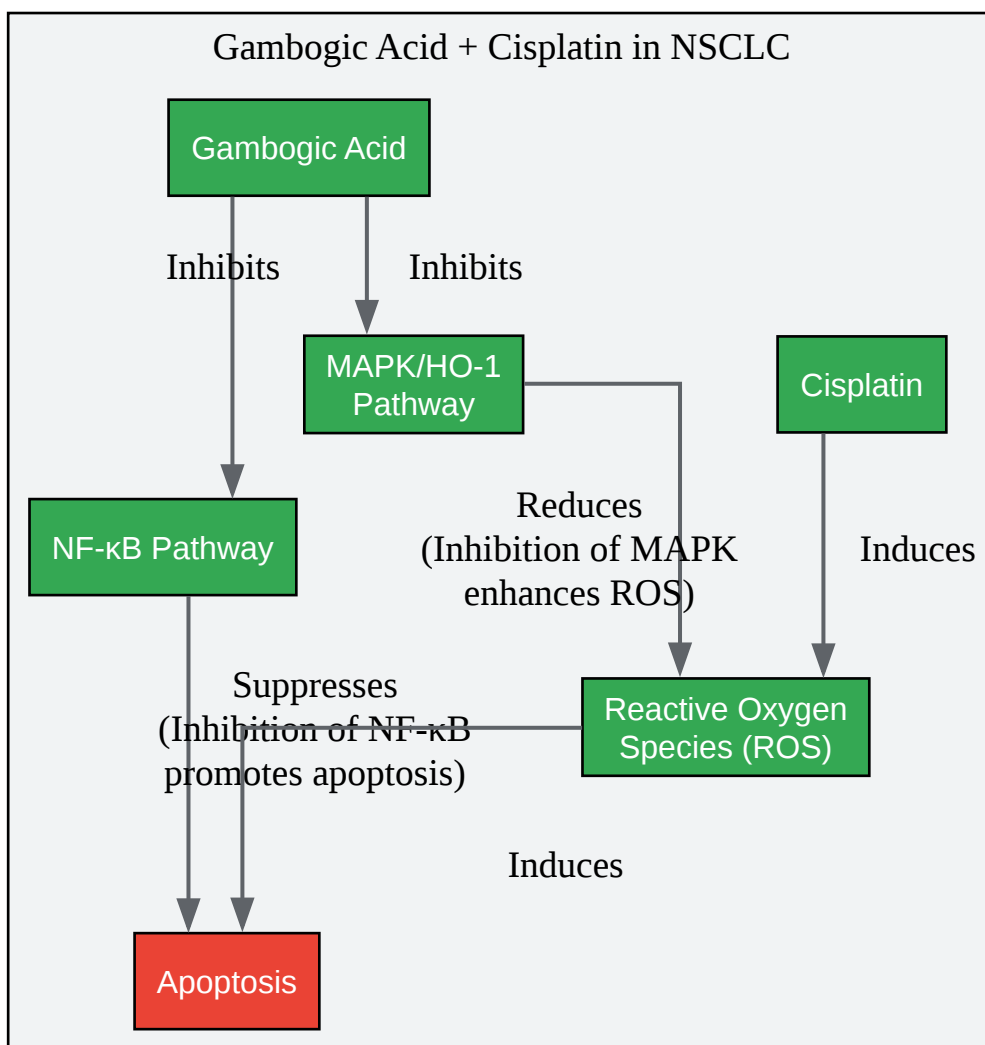 Gambogic Acid + Cisplatin in NSCLC
Gambogic Acid
Inhibits
Inhibits
MAPK/HO-1
Pathway
Cisplatin
Reduces
(Inhibition of MAPK
enhances ROS)
Induces
NF-κB Pathway
Suppresses
(Inhibition of NF-κB
promotes apoptosis)
Reactive Oxygen
Species (ROS)
Induces
Apoptosis